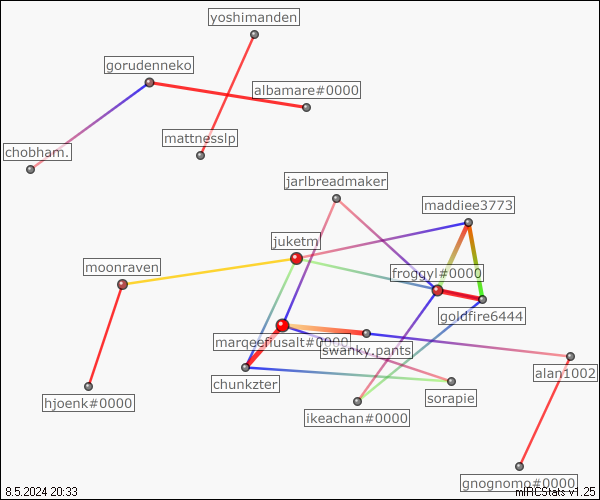 yoshimanden
gorudenneko
albamare#0000
mattnesslp
chobham.
jarlbreadmaker
maddiee3773
juketm
moonraven
froggyl#0000
goldfire6444
marqeefiusalt#0000
swanky.pants
chunkzter
alan1002
sorapie
hjoenk#0000
ikeachan#0000
gnognomo#0000
8.5.2024 20:33
mIRCStats v1.25